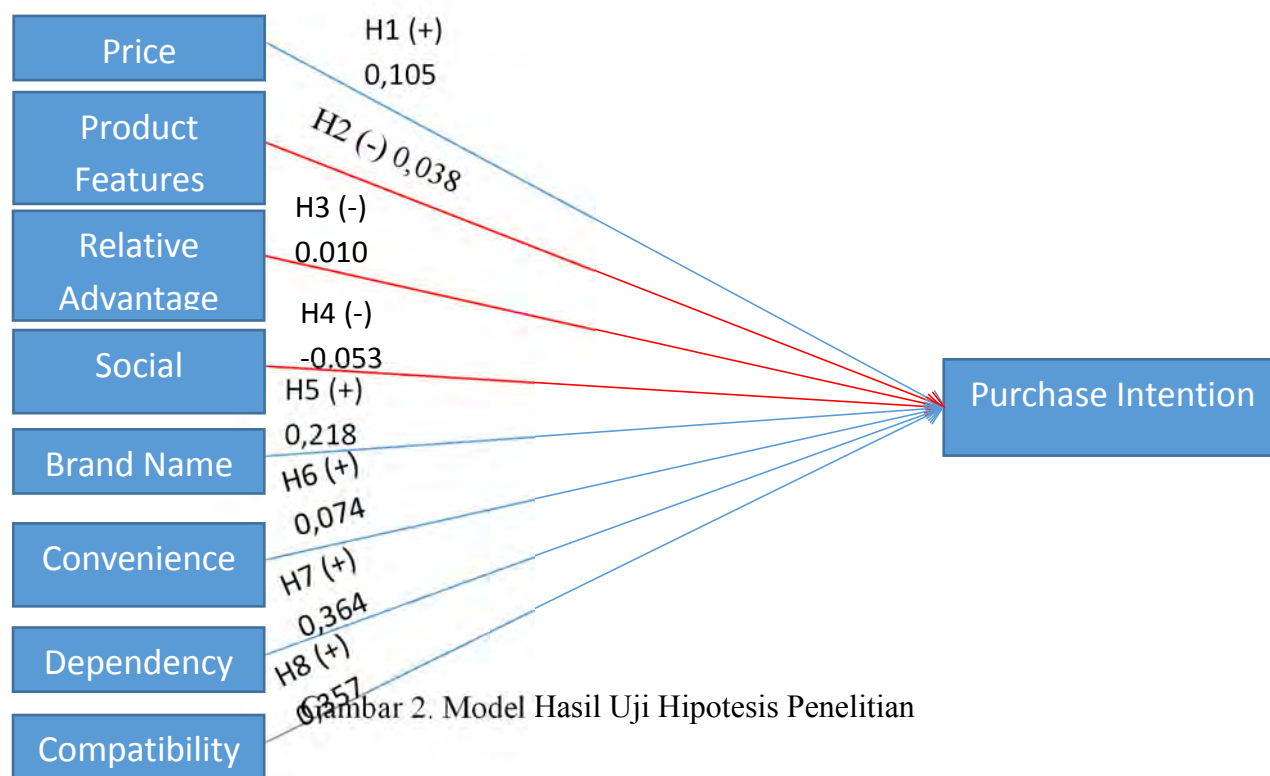 Price
H1 (+)
0,105
Product
Features
H2 (-) 0,038
Relative
Advantage
H3 (-)
0.010
Social
H4 (-)
-0.053
Brand Name
H5 (+)
0,218
Convenience
H6 (+)
0,074
Dependency
H7 (+)
0,364
Compatibility
H8 (+)
0,357
Purchase Intention
Gambar 2. Model Hasil Uji Hipotesis Penelitian